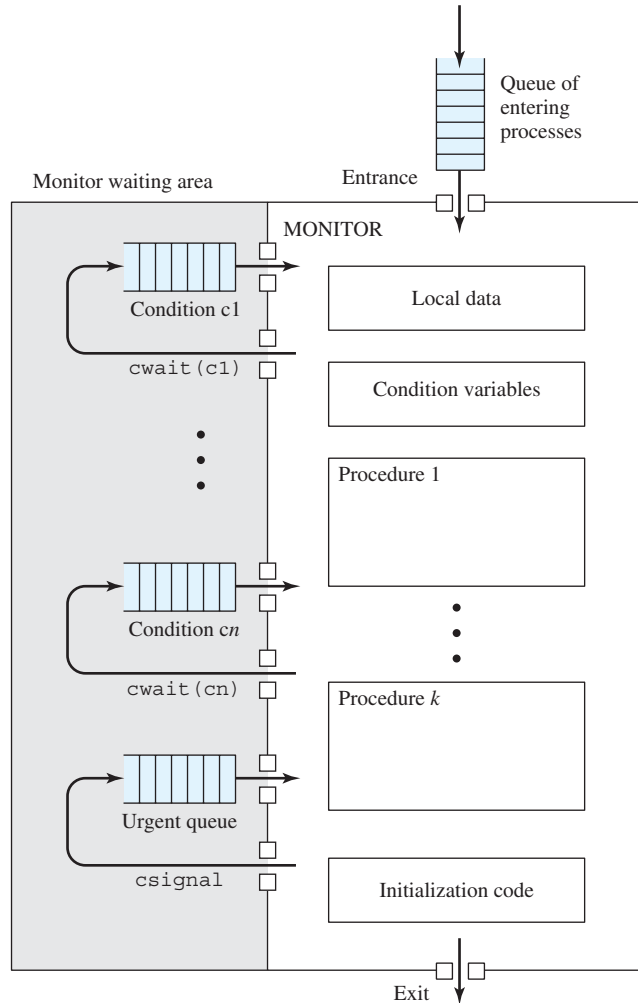 Queue of
entering
processes
Monitor waiting area
Entrance
MONITOR
Condition c1
Local data
cwait(c1)
Condition variables
Procedure 1
Condition cn
cwait(cn)
Procedure k
Urgent queue
csignal
Initialization code
Exit